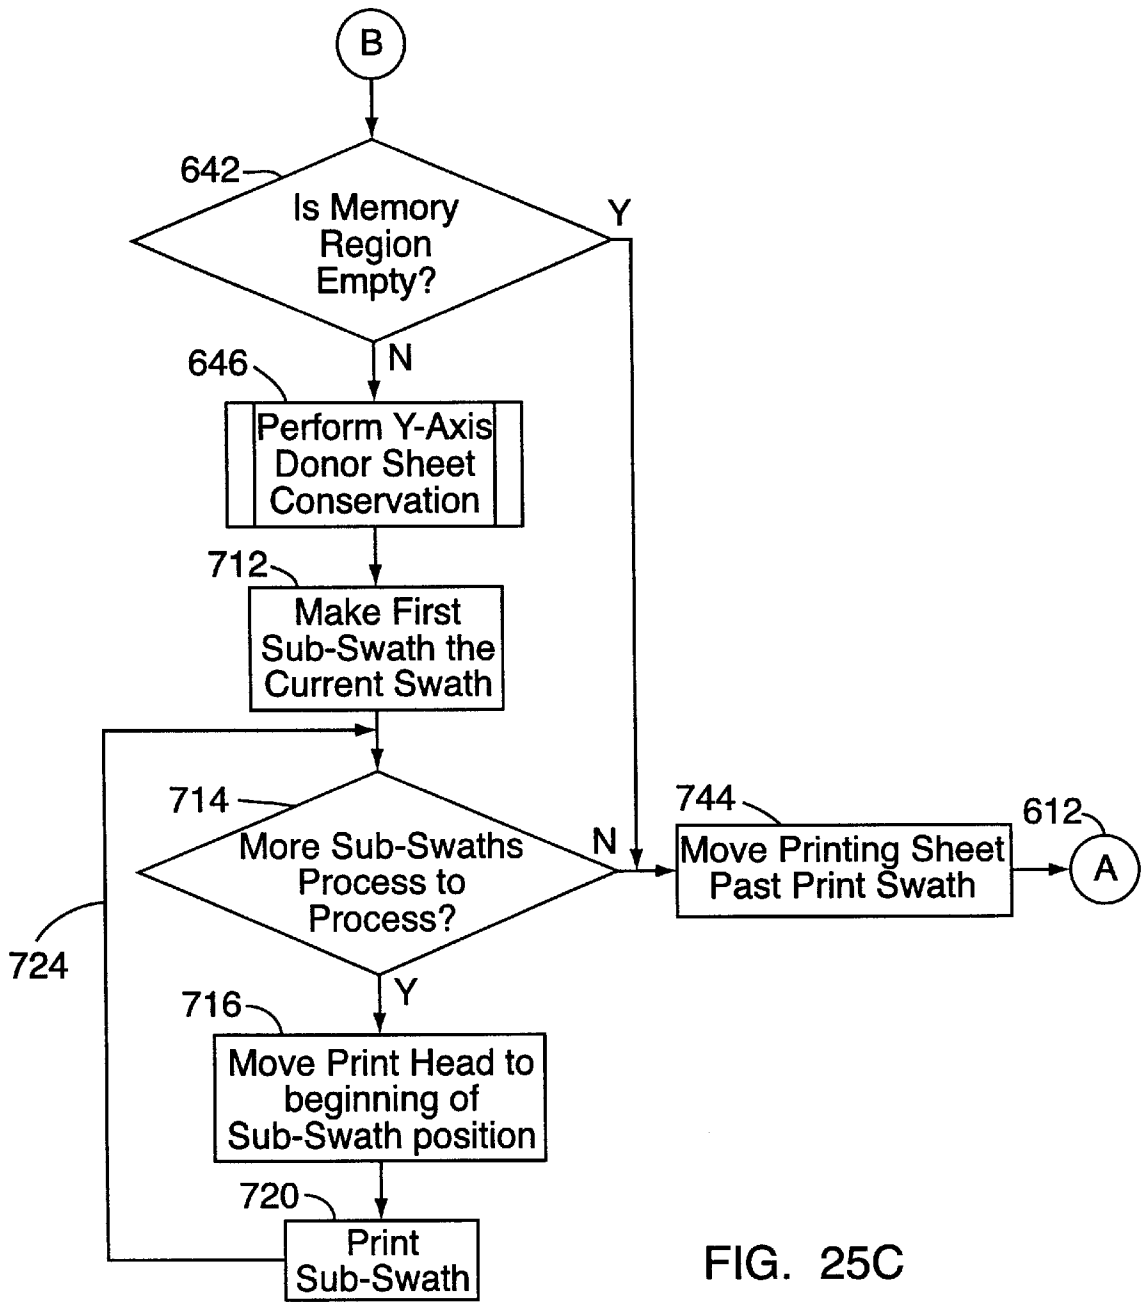 B
642
Is Memory
Region
Empty?
Y
N
646
Perform Y-Axis
Donor Sheet
Conservation
712
Make First
Sub-Swath the
Current Swath
714
More Sub-Swaths
Process to
Process?
N
744
Move Printing Sheet
Past Print Swath
612
A
724
Y
716
Move Print Head to
beginning of
Sub-Swath position
720
Print
Sub-Swath
FIG. 25C